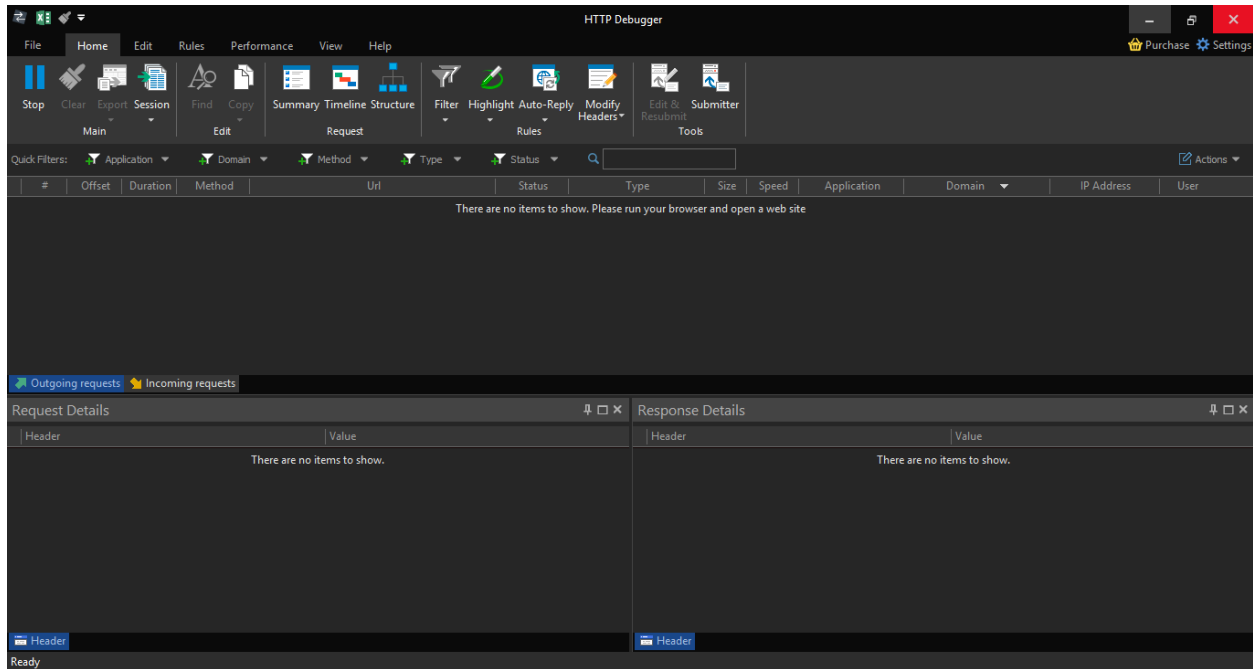 HTTP Debugger
File Home Edit Rules Performance View Help Purchase Settings
Stop Clear Export Session Find Copy Summary Timeline Structure Filter Highlight Auto-Reply Modify Headers Edit & Resubmit Submitter
Main Edit Request Rules Tools
Quick Filters: Application Domain Method Type Status Actions
# Offset Duration Method Url Status Type Size Speed Application Domain IP Address User
There are no items to show. Please run your browser and open a web site
Outgoing requests Incoming requests
Request Details Response Details
Header Value Header Value
There are no items to show. There are no items to show.
Header Header
Ready